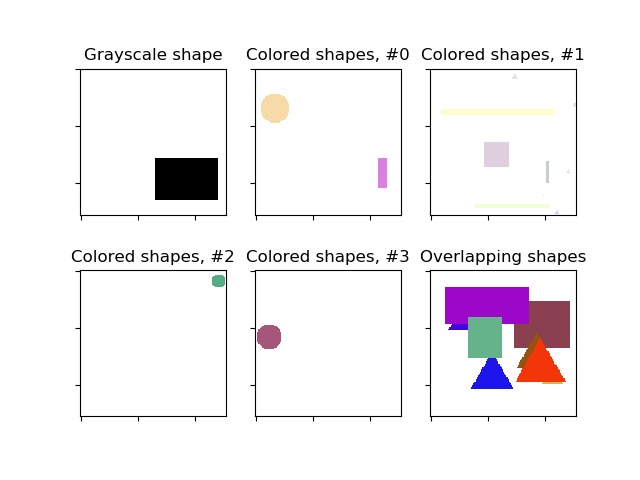 Grayscale shape
Colored shapes, #0
Colored shapes, #1
Colored shapes, #2
Colored shapes, #3
Overlapping shapes